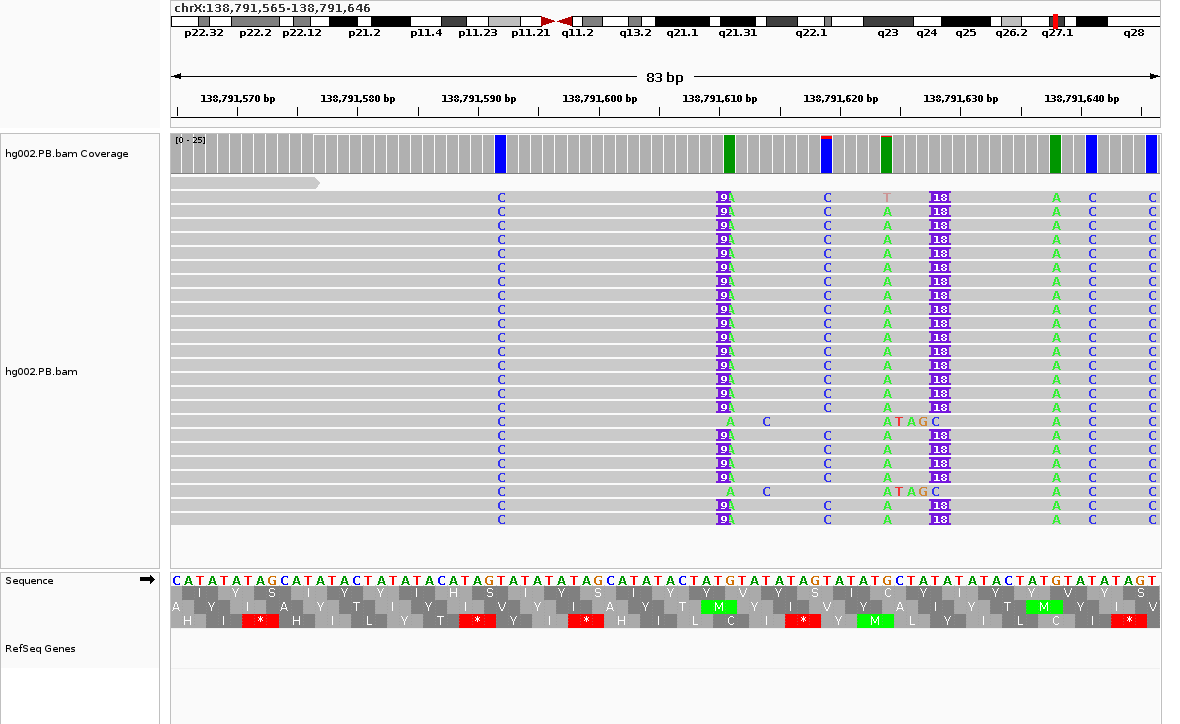 chrX:138,791,565-138,791,646
p22.32 p22.2 p22.12 p21.2 p11.4 p11.23 p11.21 q11.2 q13.2 q21.1 q21.31 q22.1 q23 q24 q25 q26.2 q27.1 q28
83 bp
138,791,570 bp 138,791,580 bp 138,791,590 bp 138,791,600 bp 138,791,610 bp 138,791,620 bp 138,791,630 bp 138,791,640 bp
hg002.PB.bam Coverage
[0 - 25]
C 9 A C T 18 A C C
C 9 A C A 18 A C C
C 9 A C A 18 A C C
C 9 A C A 18 A C C
C 9 A C A 18 A C C
C 9 A C A 18 A C C
C 9 A C A 18 A C C
C 9 A C A 18 A C C
C 9 A C A 18 A C C
C 9 A C A 18 A C C
C 9 A C A 18 A C C
C 9 A C A 18 A C C
hg002.PB.bam
C 9 A C A 18 A C C
C 9 A C A 18 A C C
C 9 A C A 18 A C C
C 9 A C A 18 A C C
C A C A T A G C A C C
C 9 A C A 18 A C C
C 9 A C A 18 A C C
C 9 A C A 18 A C C
C 9 A C A 18 A C C
C A C A T A G C A C C
C 9 A C A 18 A C C
C 9 A C A 18 A C C
Sequence
CATATATAGCATATACTATATACATAGTATATATAGCATATACTATGTATATAGTATATGCTATATATACTATGTATATAGT
I Y S I Y Y I H S I Y S I Y Y V Y S I C Y I Y Y V Y S
A Y I A Y T I Y I V Y I A Y T M Y I V Y A I Y T M Y I V
H I * H I L Y T * Y I * H I L C I * Y M L Y I L C I *
RefSeq Genes